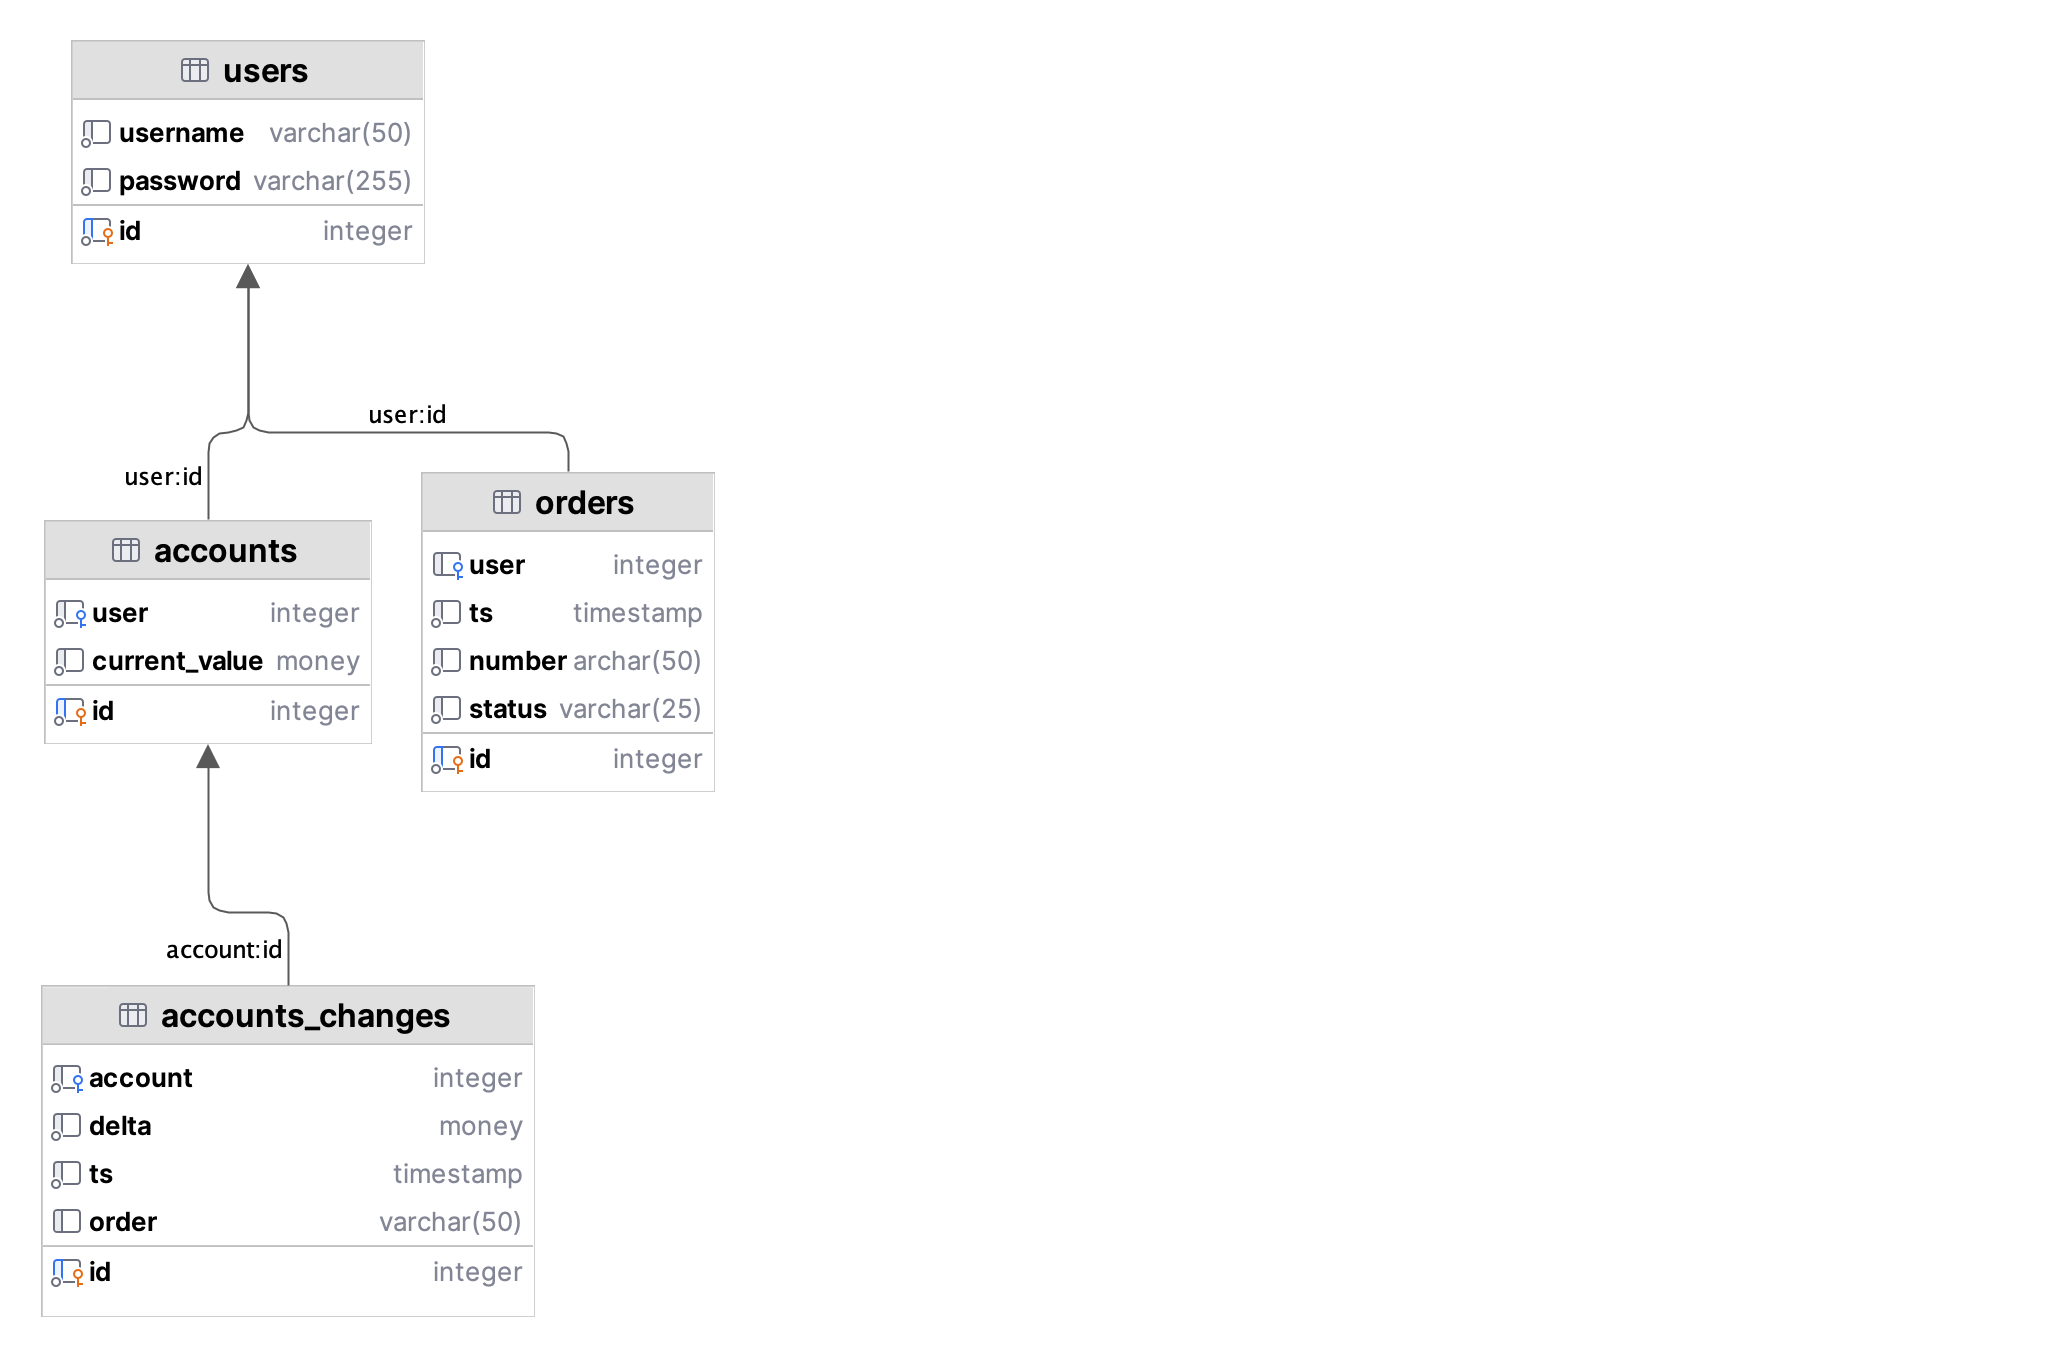 users
username varchar(50)
password varchar(255)
id integer
user:id
user:id
accounts
user integer
current_value money
id integer
orders
user integer
ts timestamp
number archar(50)
status varchar(25)
id integer
account:id
accounts_changes
account integer
delta money
ts timestamp
order varchar(50)
id integer